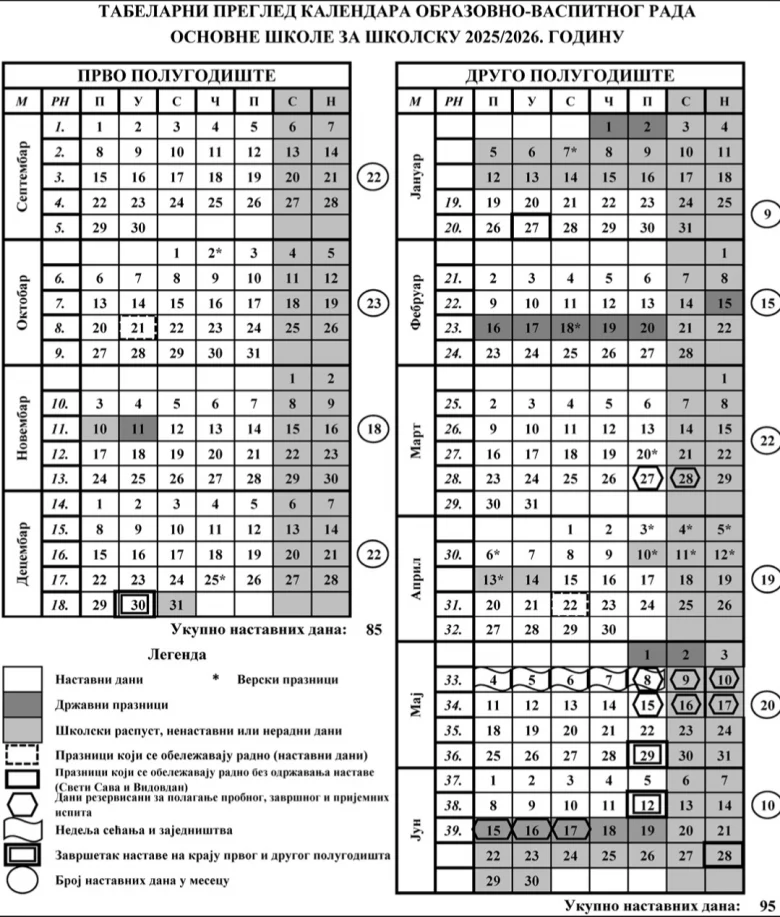 ТАБЕЛАРНИ ПРЕГЛЕД КАЛЕНДАРА ОБРАЗОВНО-ВАСПИТНОГ РАДА
ОСНОВНЕ ШКОЛЕ ЗА ШКОЛСКУ 2025/2026. ГОДИНУ
ПРВО ПОЛУГОДИШТЕ
М РН П У С Ч П С Н
Септембар
1. 1 2 3 4 5 6 7
2. 8 9 10 11 12 13 14
3. 15 16 17 18 19 20 21
4. 22 23 24 25 26 27 28
5. 29 30
22
Октобар
1 2* 3 4 5
6. 6 7 8 9 10 11 12
7. 13 14 15 16 17 18 19
8. 20 21 22 23 24 25 26
9. 27 28 29 30 31
23
Новембар
1 2
10. 3 4 5 6 7 8 9
11. 10 11 12 13 14 15 16
12. 17 18 19 20 21 22 23
13. 24 25 26 27 28 29 30
18
Децембар
14. 1 2 3 4 5 6 7
15. 8 9 10 11 12 13 14
16. 15 16 17 18 19 20 21
17. 22 23 24 25* 26 27 28
18. 29 30 31
22
Укупно наставних дана: 85
Легенда
Наставни дани * Верски празници
Државни празници
Школски распуст, ненаставни или нерадни дани
Празници који се обележавају радно (наставни дани)
Празници који се обележавају радно без одржавања наставе
(Свети Сава и Видовдан)
Дани резервисани за полагање пробног, завршног и пријемних
испита
Недеља сећања и заједништва
Завршетак наставе на крају првог и другог полугодишта
Број наставних дана у месецу
ДРУГО ПОЛУГОДИШТЕ
М РН П У С Ч П С Н
Јануар
1 2 3 4
5 6 7* 8 9 10 11
12 13 14 15 16 17 18
19. 19 20 21 22 23 24 25
20. 26 27 28 29 30 31
9
Фебруар
1
21. 2 3 4 5 6 7 8
22. 9 10 11 12 13 14 15
23. 16 17 18* 19 20 21 22
24. 23 24 25 26 27 28
15
Март
1
25. 2 3 4 5 6 7 8
26. 9 10 11 12 13 14 15
27. 16 17 18 19 20* 21 22
28. 23 24 25 26 27 28 29
29. 30 31
22
Април
1 2 3* 4* 5*
30. 6* 7 8 9 10* 11* 12*
13* 14 15 16 17 18 19
31. 20 21 22 23 24 25 26
32. 27 28 29 30
19
Мај
1 2 3
33. 4 5 6 7 8 9 10
34. 11 12 13 14 15 16 17
35. 18 19 20 21 22 23 24
36. 25 26 27 28 29 30 31
20
Јун
37. 1 2 3 4 5 6 7
38. 8 9 10 11 12 13 14
39. 15 16 17 18 19 20 21
22 23 24 25 26 27 28
29 30
10
Укупно наставних дана: 95